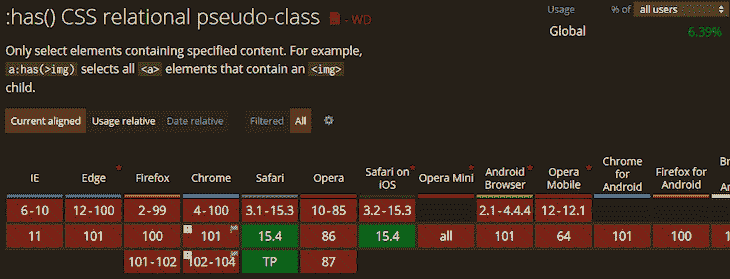 :has() CSS relational pseudo-class - WD
Usage % of all users
Global 6.39%
Only select elements containing specified content. For example,
a:has(>img) selects all <a> elements that contain an <img>
child.
Current aligned Usage relative Date relative Filtered All
IE Edge * Firefox Chrome Safari Opera Safari on iOS * Opera Mini * Android Browser * Opera Mobile * Chrome for Android Firefox for Android
6-10 12-100 2-99 4-100 3.1-15.3 10-85 3.2-15.3 2.1-4.4.4 12-12.1
11 101 100 101 15.4 86 15.4 all 101 64 101 100
101-102 102-104 TP 87